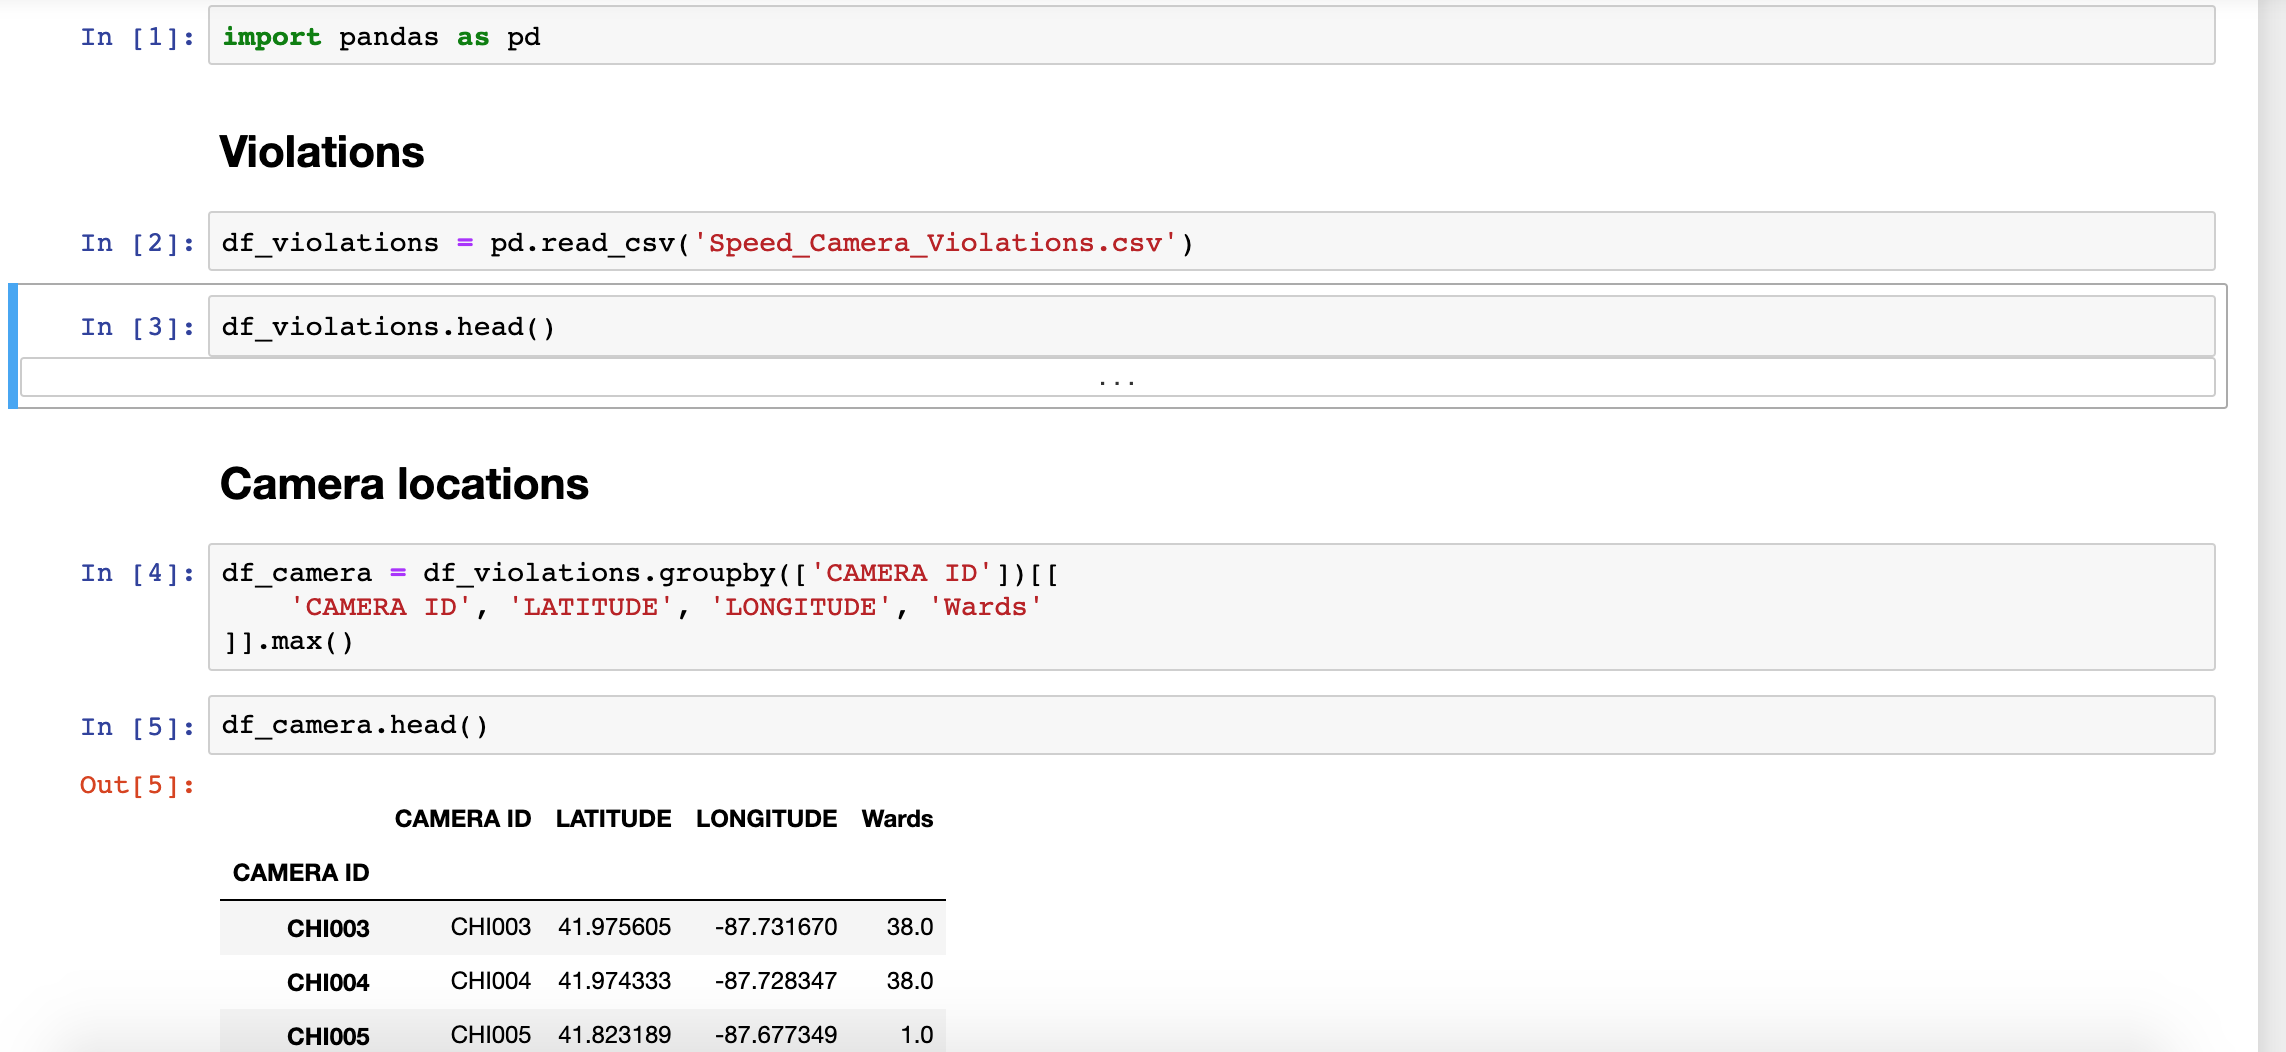 In [1]: import pandas as pd
Violations
In [2]: df_violations = pd.read_csv('Speed_Camera_Violations.csv')
In [3]: df_violations.head()
...
Camera locations
In [4]: df_camera = df_violations.groupby(['CAMERA ID'])[[
    'CAMERA ID', 'LATITUDE', 'LONGITUDE', 'Wards'
]].max()
In [5]: df_camera.head()
Out[5]:
CAMERA ID LATITUDE LONGITUDE Wards
CAMERA ID
CHI003 CHI003 41.975605 -87.731670 38.0
CHI004 CHI004 41.974333 -87.728347 38.0
CHI005 CHI005 41.823189 -87.677349 1.0